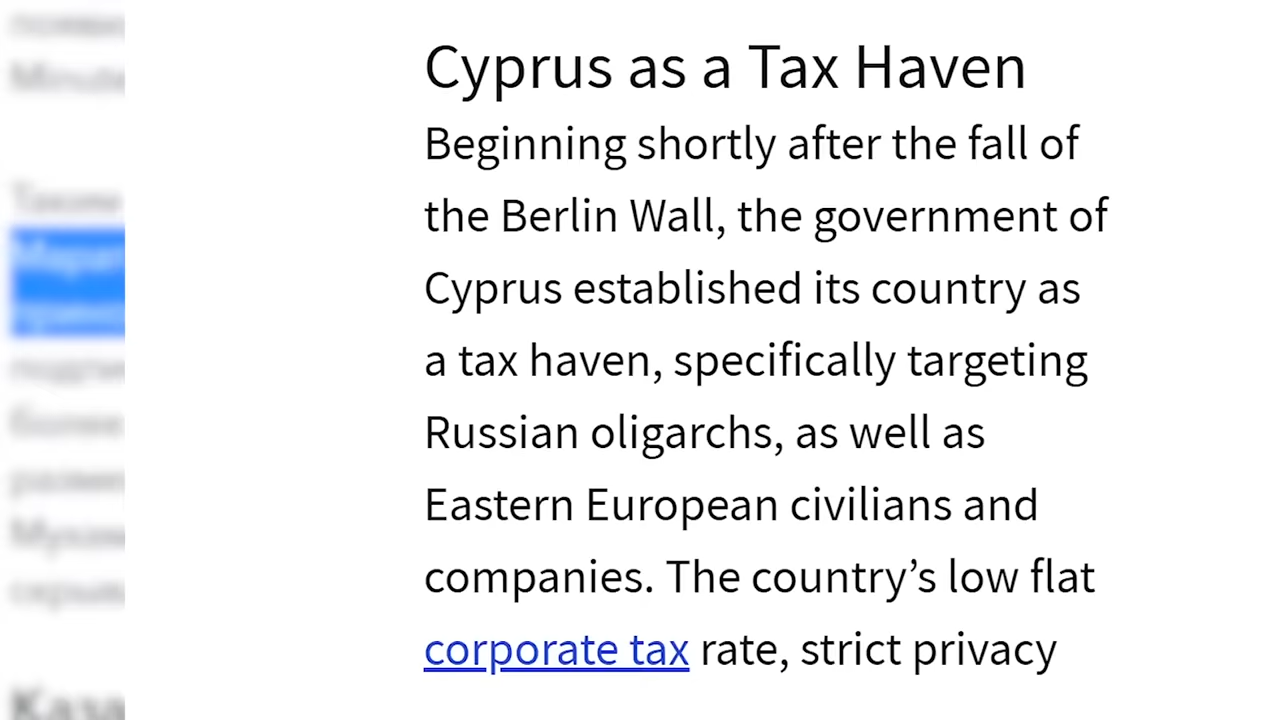 Cyprus as a Tax Haven
Beginning shortly after the fall of
the Berlin Wall, the government of
Cyprus established its country as
a tax haven, specifically targeting
Russian oligarchs, as well as
Eastern European civilians and
companies. The country’s low flat
corporate tax rate, strict privacy